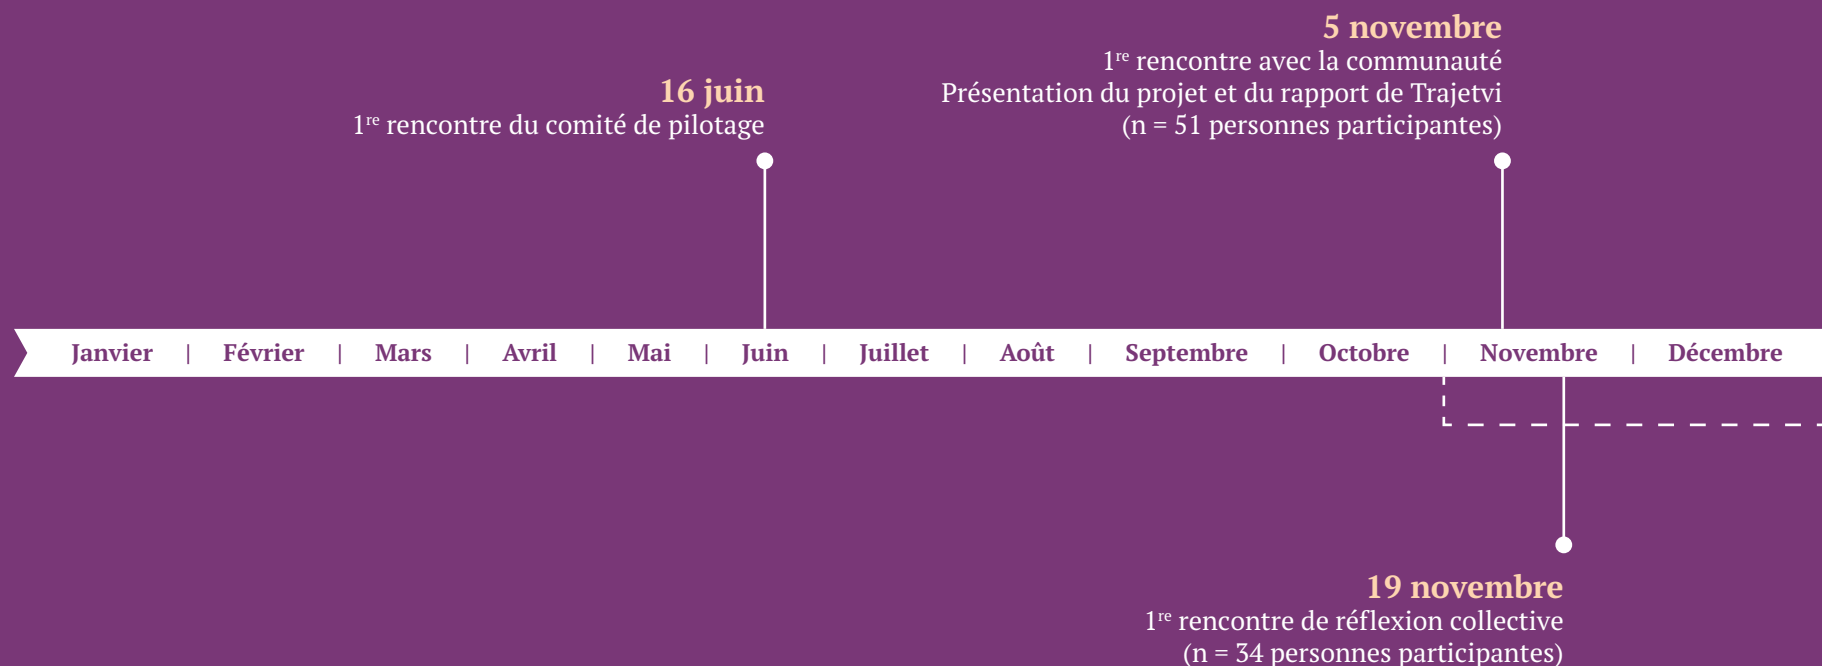 16 juin
1re rencontre du comité de pilotage
5 novembre
1re rencontre avec la communauté
Présentation du projet et du rapport de Trajetvi
(n = 51 personnes participantes)
Janvier | Février | Mars | Avril | Mai | Juin | Juillet | Août | Septembre | Octobre | Novembre | Décembre
19 novembre
1re rencontre de réflexion collective
(n = 34 personnes participantes)